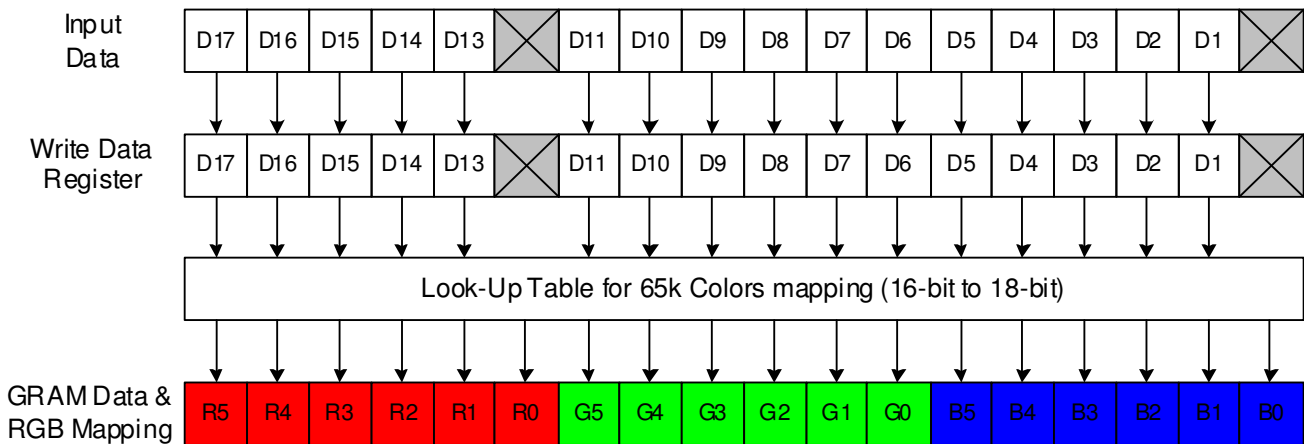 Input
Data
D17 D16 D15 D14 D13 D11 D10 D9 D8 D7 D6 D5 D4 D3 D2 D1
Write Data
Register
D17 D16 D15 D14 D13 D11 D10 D9 D8 D7 D6 D5 D4 D3 D2 D1
Look-Up Table for 65k Colors mapping (16-bit to 18-bit)
GRAM Data &
RGB Mapping
R5 R4 R3 R2 R1 R0 G5 G4 G3 G2 G1 G0 B5 B4 B3 B2 B1 B0